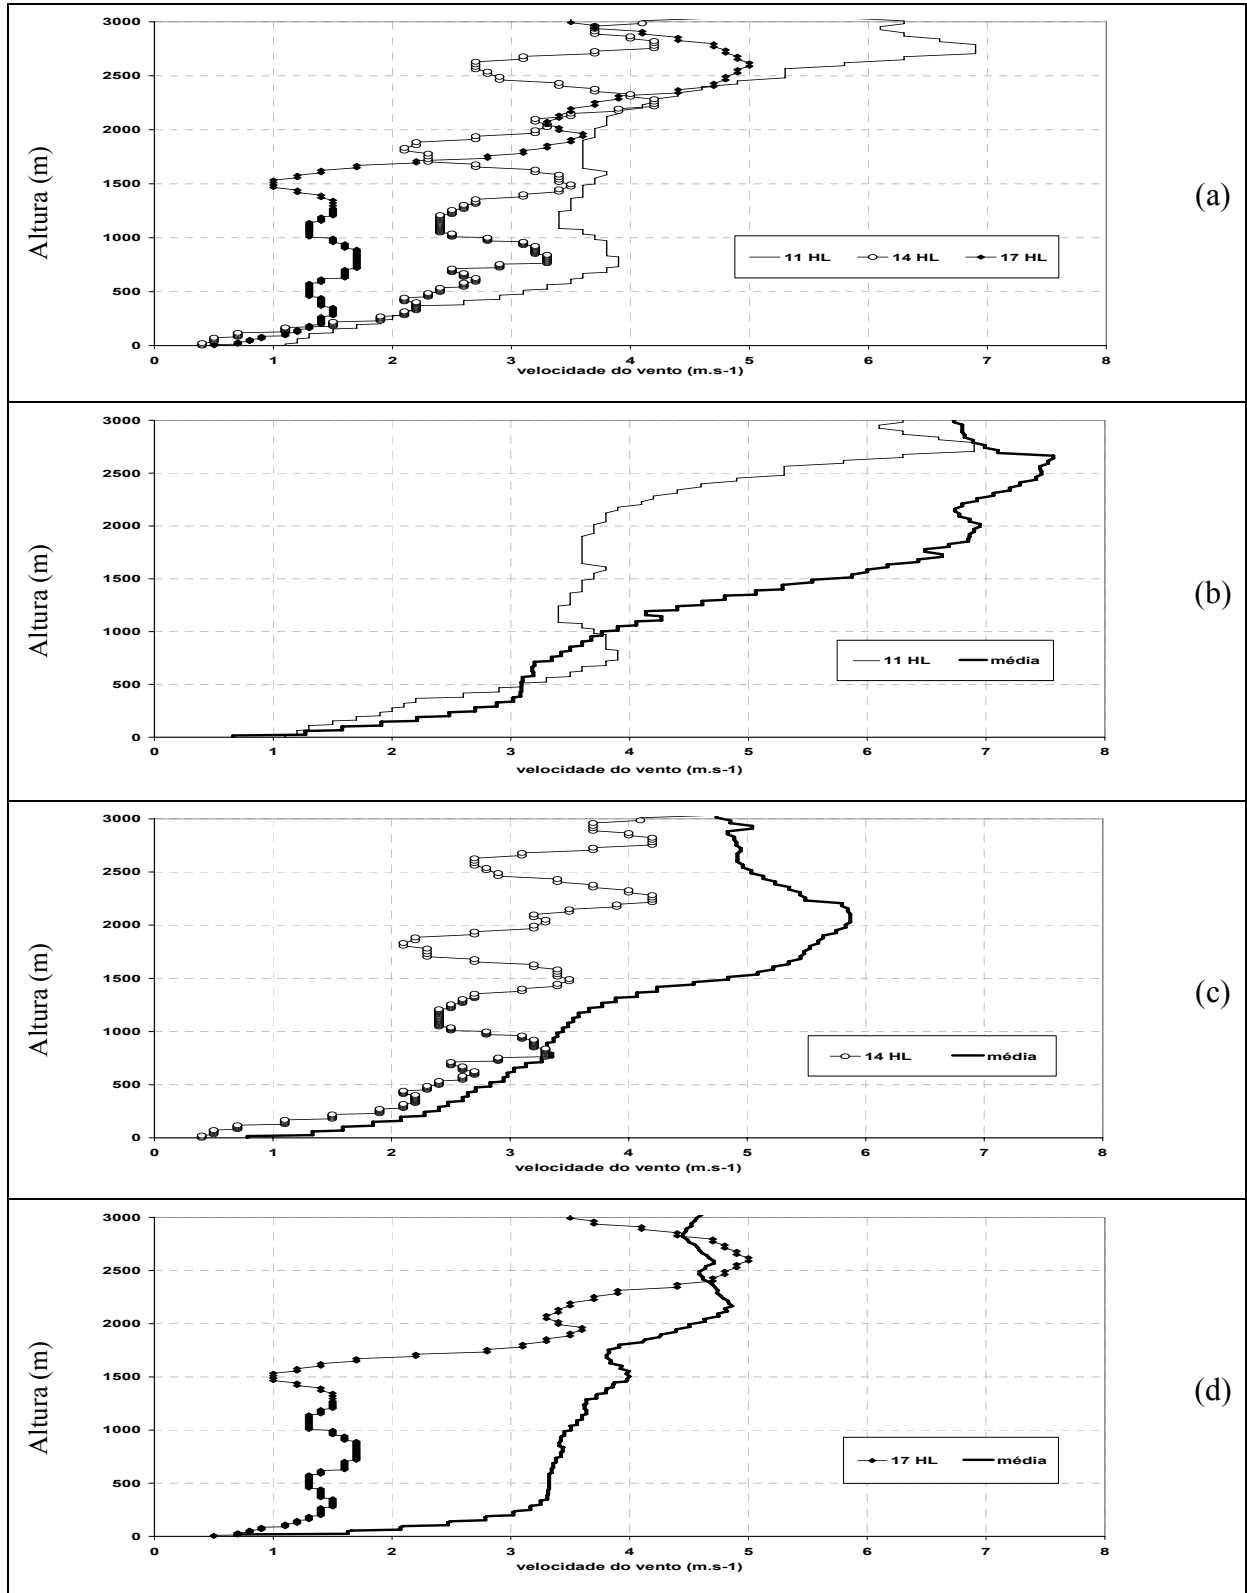 3000
2500
2000
1500
1000
500
0
Altura (m)
0 1 2 3 4 5 6 7 8
velocidade do vento (m.s-1)
11 HL 14 HL 17 HL
(a)
3000
2500
2000
1500
1000
500
0
Altura (m)
0 1 2 3 4 5 6 7 8
velocidade do vento (m.s-1)
11 HL média
(b)
3000
2500
2000
1500
1000
500
0
Altura (m)
0 1 2 3 4 5 6 7 8
velocidade do vento (m.s-1)
14 HL média
(c)
3000
2500
2000
1500
1000
500
0
Altura (m)
0 1 2 3 4 5 6 7 8
velocidade do vento (m.s-1)
17 HL média
(d)